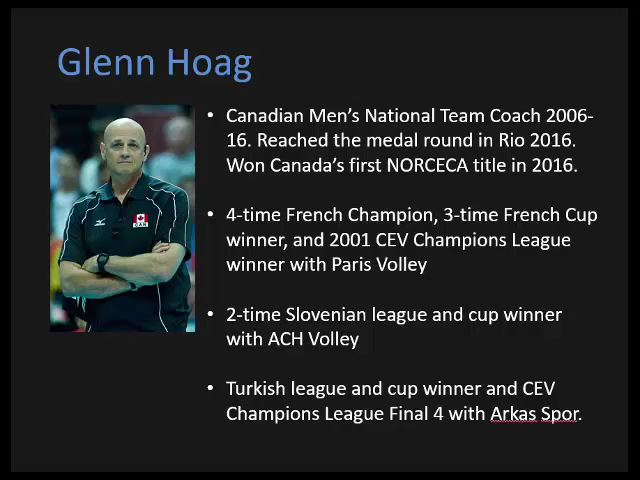 Glenn Hoag
• Canadian Men’s National Team Coach 2006-
16. Reached the medal round in Rio 2016.
Won Canada’s first NORCECA title in 2016.
• 4-time French Champion, 3-time French Cup
winner, and 2001 CEV Champions League
winner with Paris Volley
• 2-time Slovenian league and cup winner
with ACH Volley
• Turkish league and cup winner and CEV
Champions League Final 4 with Arkas Spor.
CAN